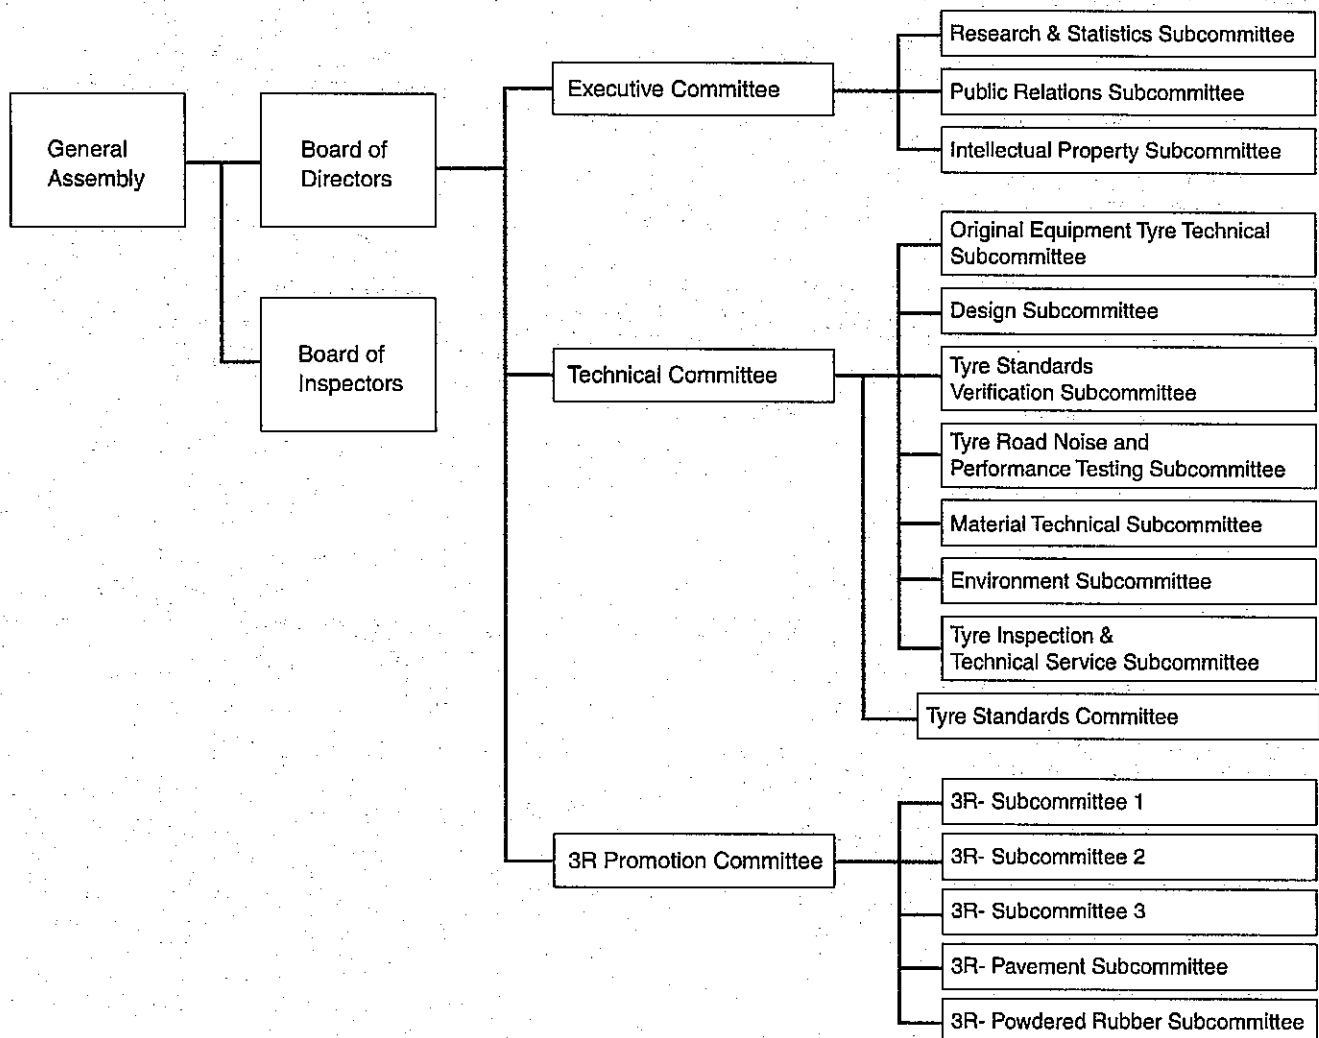 General
Assembly
Board of
Directors
Board of
Inspectors
Executive Committee
Research & Statistics Subcommittee
Public Relations Subcommittee
Intellectual Property Subcommittee
Technical Committee
Original Equipment Tyre Technical
Subcommittee
Design Subcommittee
Tyre Standards
Verification Subcommittee
Tyre Road Noise and
Performance Testing Subcommittee
Material Technical Subcommittee
Environment Subcommittee
Tyre Inspection &
Technical Service Subcommittee
Tyre Standards Committee
3R Promotion Committee
3R- Subcommittee 1
3R- Subcommittee 2
3R- Subcommittee 3
3R- Pavement Subcommittee
3R- Powdered Rubber Subcommittee